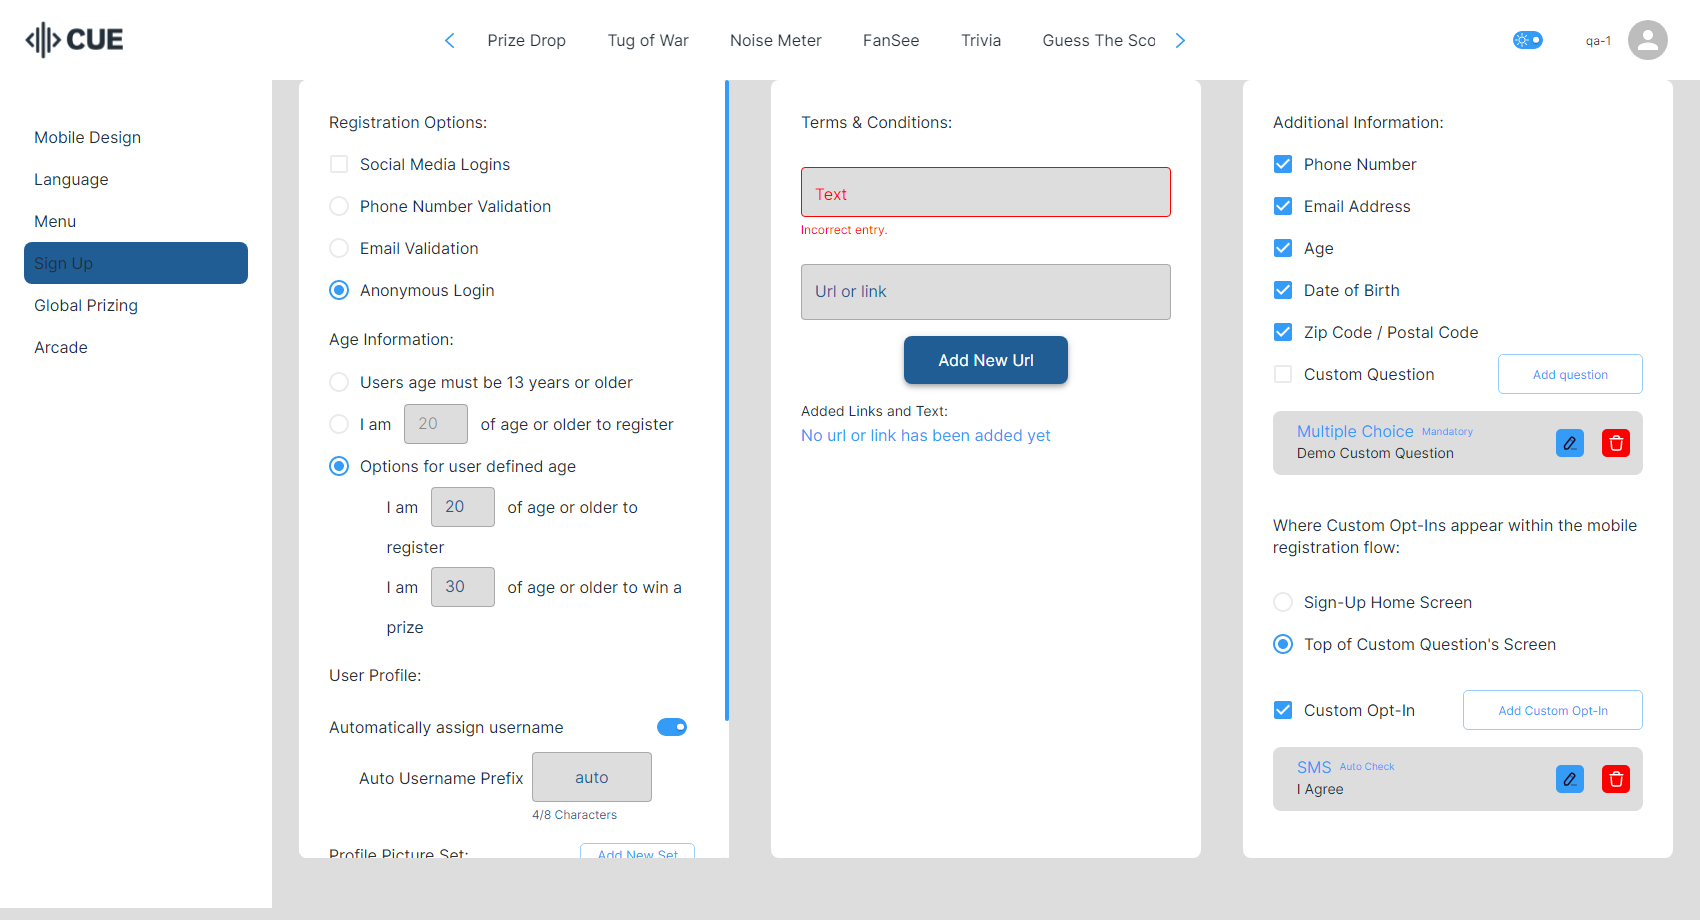 CUE
Prize Drop
Tug of War
Noise Meter
FanSee
Trivia
Guess The Sco
qa-1
Mobile Design
Language
Menu
Sign Up
Global Prizing
Arcade
Registration Options:
Social Media Logins
Phone Number Validation
Email Validation
Anonymous Login
Age Information:
Users age must be 13 years or older
I am 20 of age or older to register
Options for user defined age
I am 20 of age or older to
register
I am 30 of age or older to win a
prize
User Profile:
Automatically assign username
Auto Username Prefix auto
4/8 Characters
Profile Picture Set: Add New Set
Terms & Conditions:
Text
Incorrect entry.
Url or link
Add New Url
Added Links and Text:
No url or link has been added yet
Additional Information:
Phone Number
Email Address
Age
Date of Birth
Zip Code / Postal Code
Custom Question Add question
Multiple Choice Mandatory
Demo Custom Question
Where Custom Opt-Ins appear within the mobile
registration flow:
Sign-Up Home Screen
Top of Custom Question's Screen
Custom Opt-In Add Custom Opt-In
SMS Auto Check
I Agree